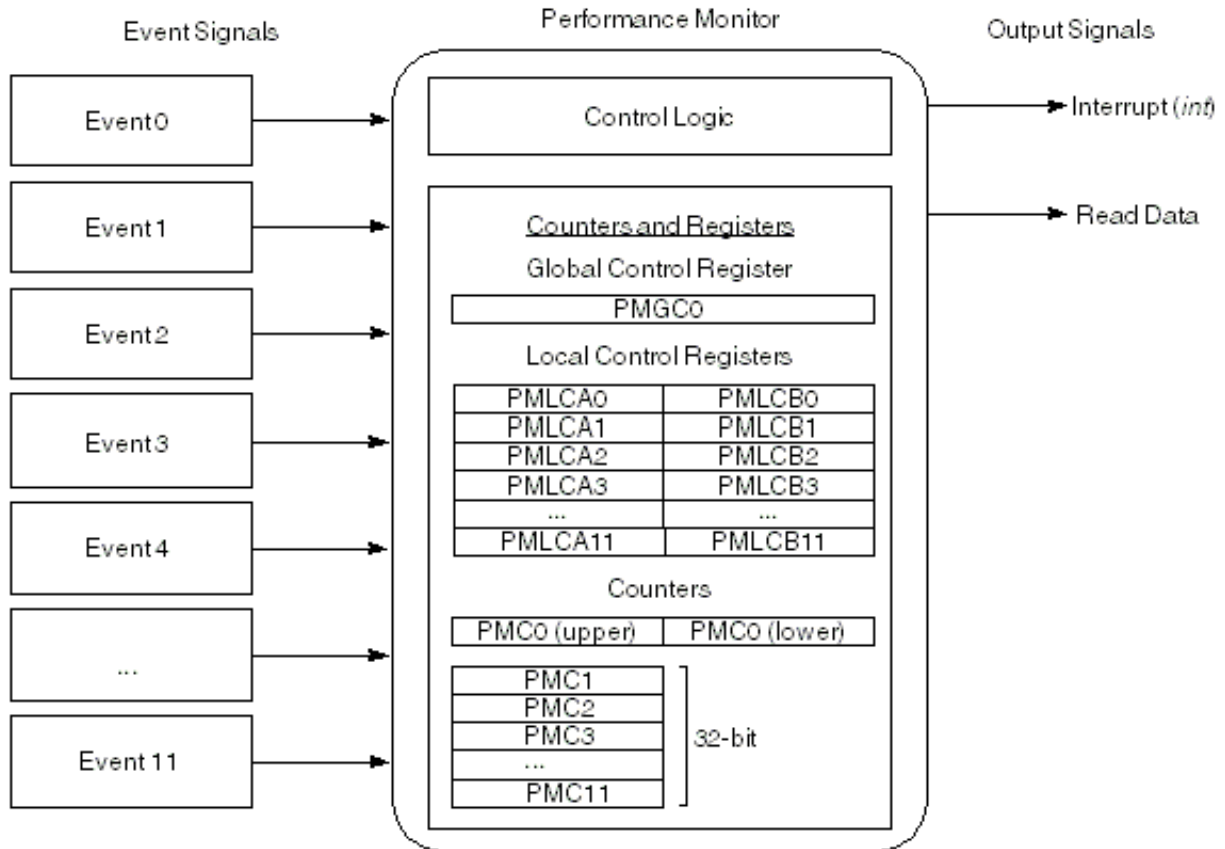 Event Signals
Performance Monitor
Output Signals
Event 0
Event 1
Event 2
Event 3
Event 4
...
Event 11
Control Logic
Counters and Registers
Global Control Register
PMGC0
Local Control Registers
PMLCA0 PMLCB0
PMLCA1 PMLCB1
PMLCA2 PMLCB2
PMLCA3 PMLCB3
... ...
PMLCA11 PMLCB11
Counters
PMC0 (upper) PMC0 (lower)
PMC1
PMC2
PMC3
...
PMC11
32-bit
Interrupt (int)
Read Data